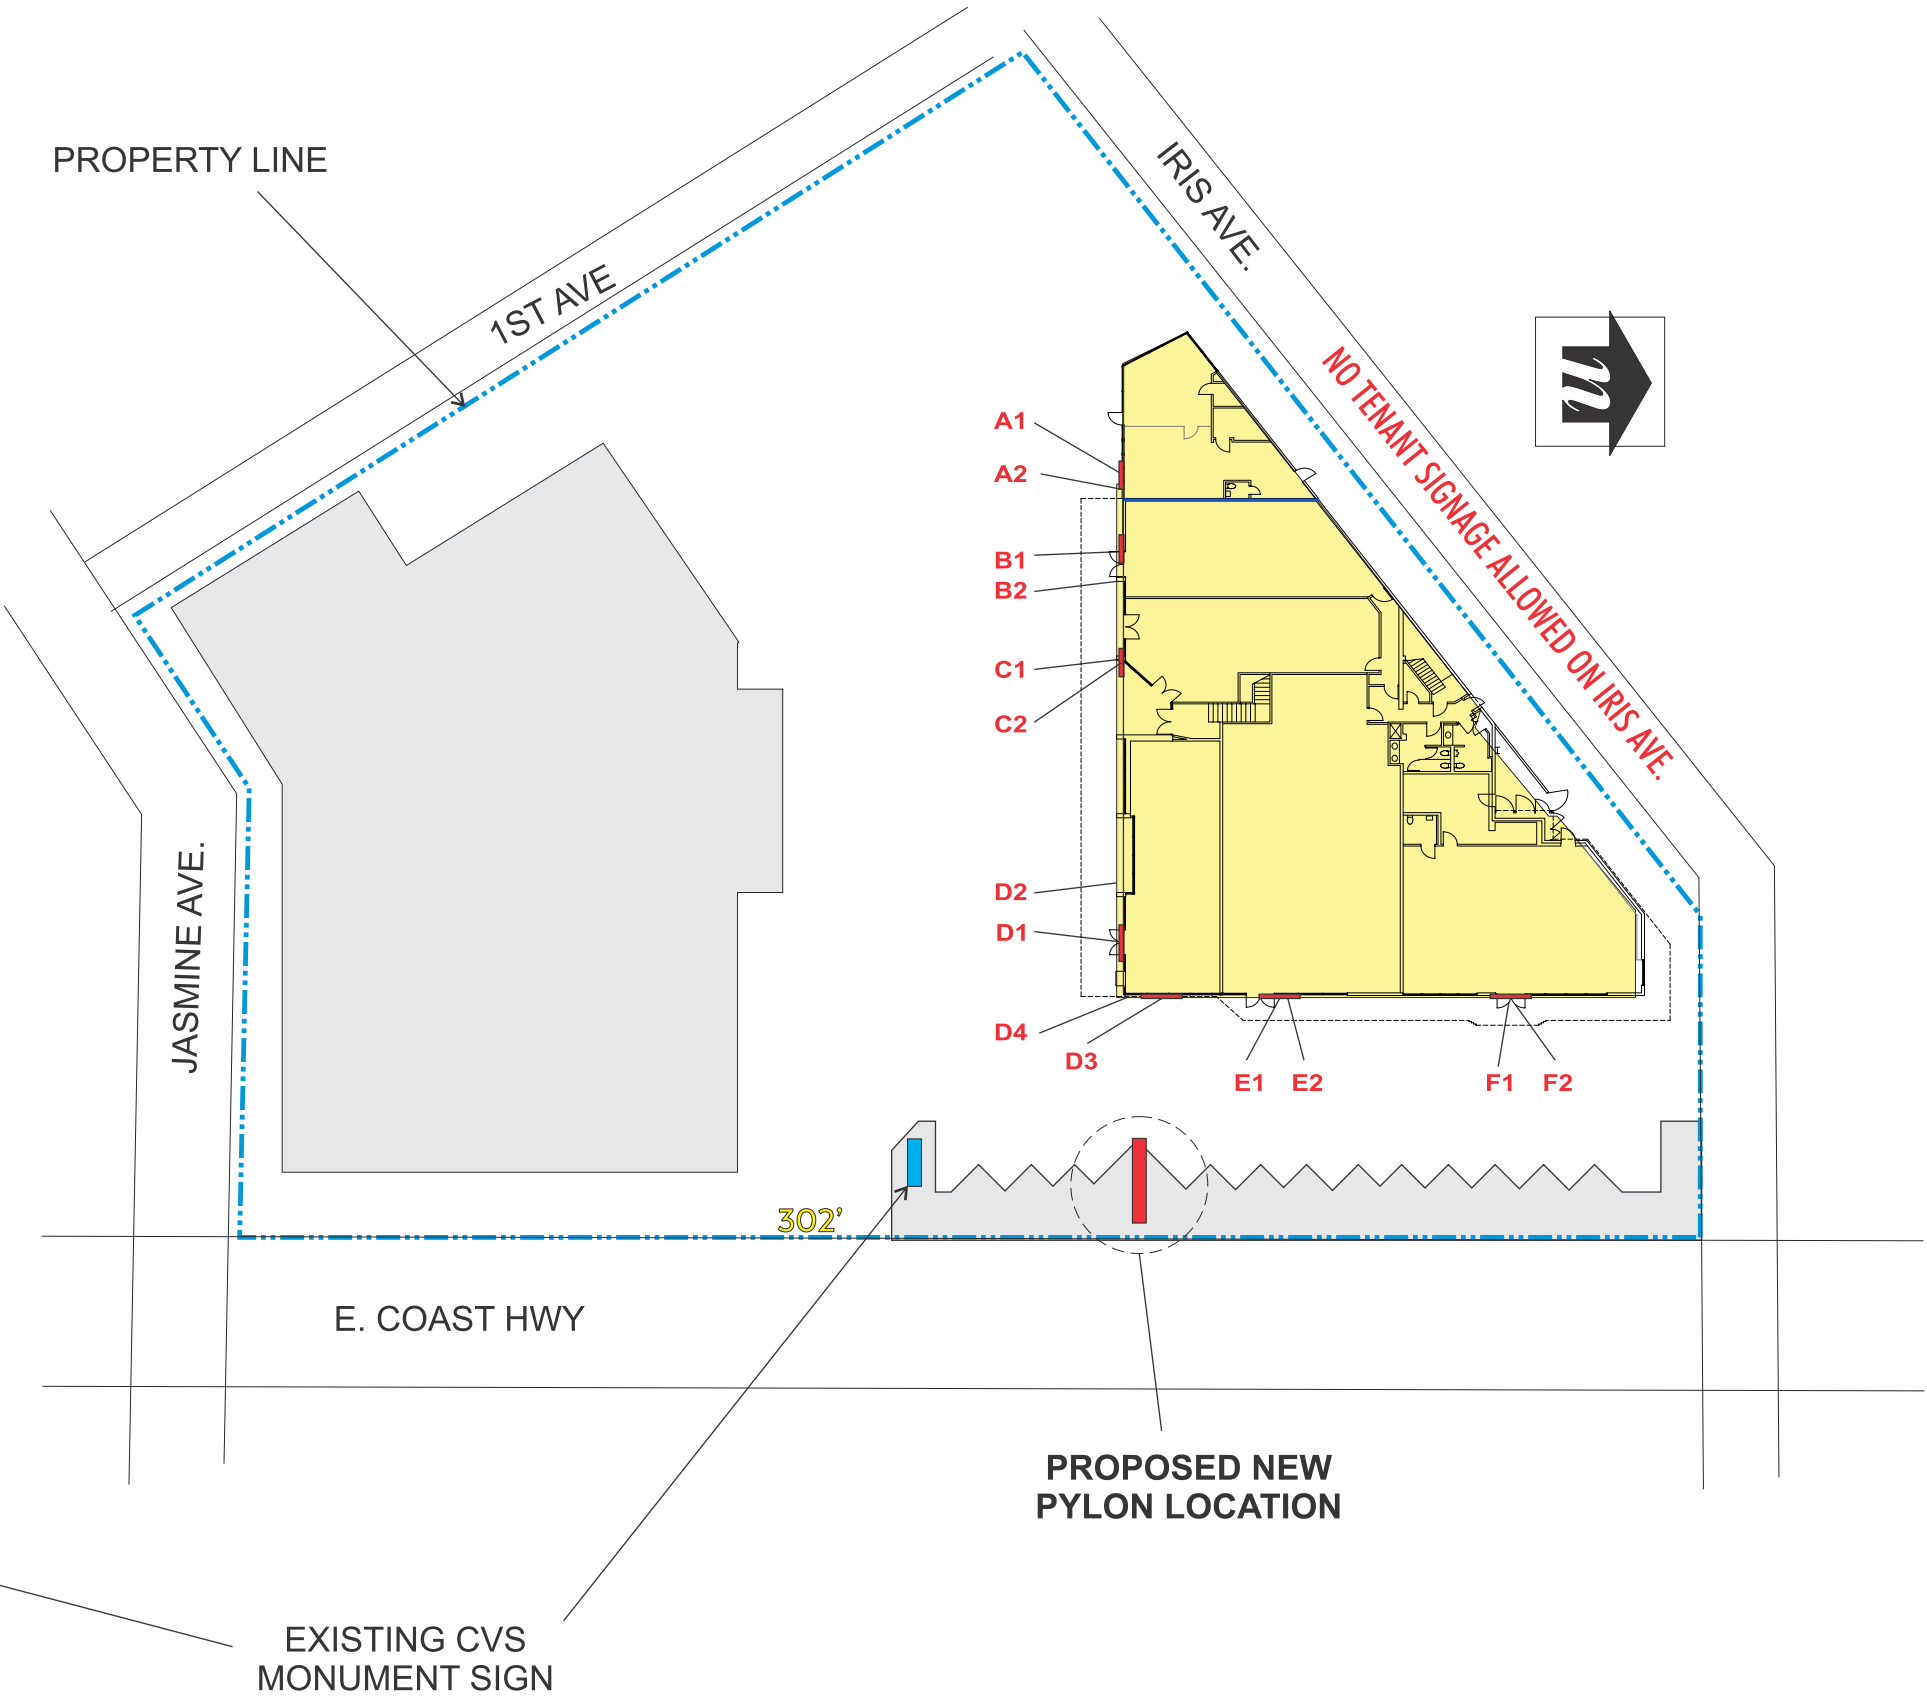 PROPERTY LINE
1ST AVE
IRIS AVE.
n
NO TENANT SIGNAGE ALLOWED ON IRIS AVE.
A1
A2
B1
B2
C1
C2
D2
D1
D4
D3
E1
E2
F1
F2
JASMINE AVE.
302’
E. COAST HWY
PROPOSED NEW
PYLON LOCATION
EXISTING CVS
MONUMENT SIGN